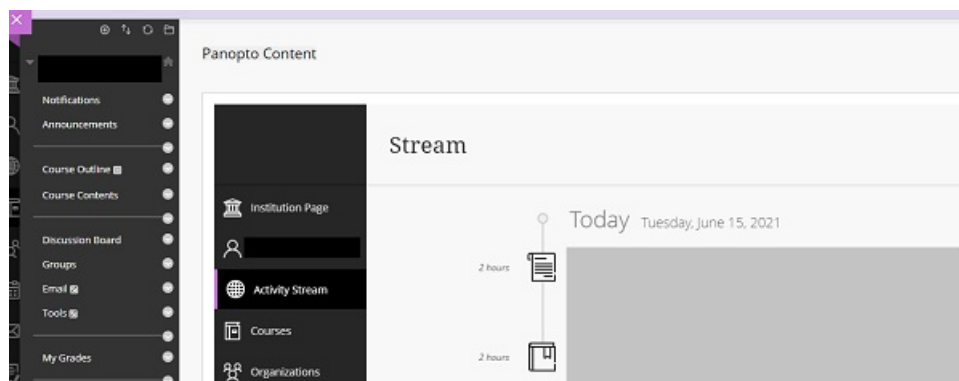 Panopto Content
Notifications
Announcements
Course Outline
Course Contents
Discussion Board
Groups
Email
Tools
My Grades
Stream
Institution Page
Activity Stream
Courses
Organizations
Today Tuesday, June 15, 2021
2 hours
2 hours